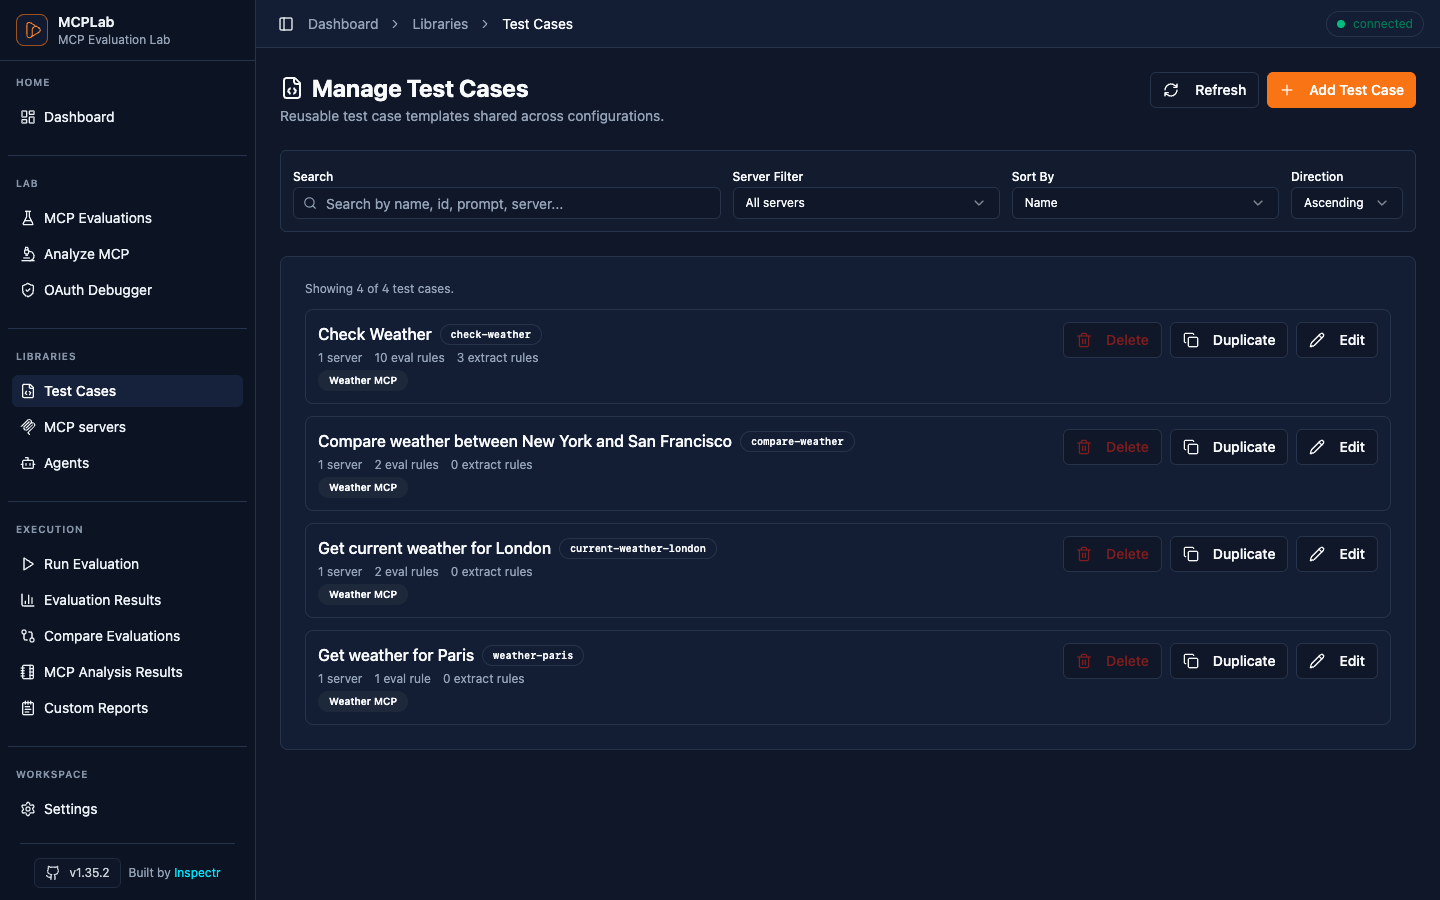 MCPLab
MCP Evaluation Lab
HOME
Dashboard
LAB
MCP Evaluations
Analyze MCP
OAuth Debugger
LIBRARIES
Test Cases
MCP servers
Agents
EXECUTION
Run Evaluation
Evaluation Results
Compare Evaluations
MCP Analysis Results
Custom Reports
WORKSPACE
Settings
v1.35.2 Built by Inspectr
Dashboard > Libraries > Test Cases
connected
Manage Test Cases
Reusable test case templates shared across configurations.
Refresh
Add Test Case
Search
Search by name, id, prompt, server...
Server Filter
All servers
Sort By
Name
Direction
Ascending
Showing 4 of 4 test cases.
Check Weather check-weather
1 server 10 eval rules 3 extract rules
Weather MCP
Delete Duplicate Edit
Compare weather between New York and San Francisco compare-weather
1 server 2 eval rules 0 extract rules
Weather MCP
Delete Duplicate Edit
Get current weather for London current-weather-london
1 server 2 eval rules 0 extract rules
Weather MCP
Delete Duplicate Edit
Get weather for Paris weather-paris
1 server 1 eval rule 0 extract rules
Weather MCP
Delete Duplicate Edit